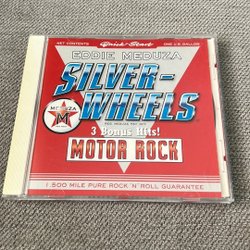 NET CONTENTS Quick-Start ONE U.S. GALLON
EDDIE MEDUZA
SILVER-
WHEELS
MEDUZA
M
3 Bonus Hits!
MOTOR ROCK
1.500 MILE PURE ROCK 'N' ROLL GUARANTEE